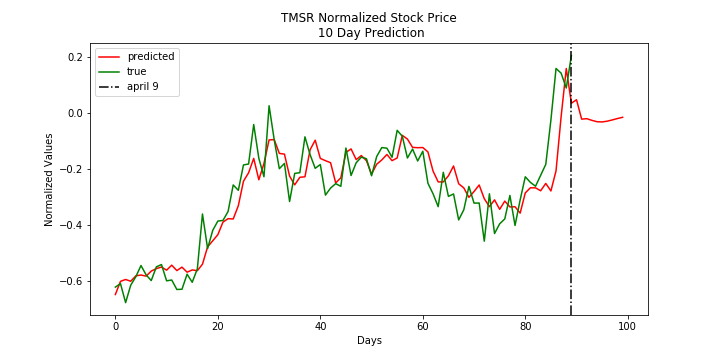 TMSR Normalized Stock Price
10 Day Prediction
predicted
true
april 9
Normalized Values
0.2
0.0
−0.2
−0.4
−0.6
0 20 40 60 80 100
Days